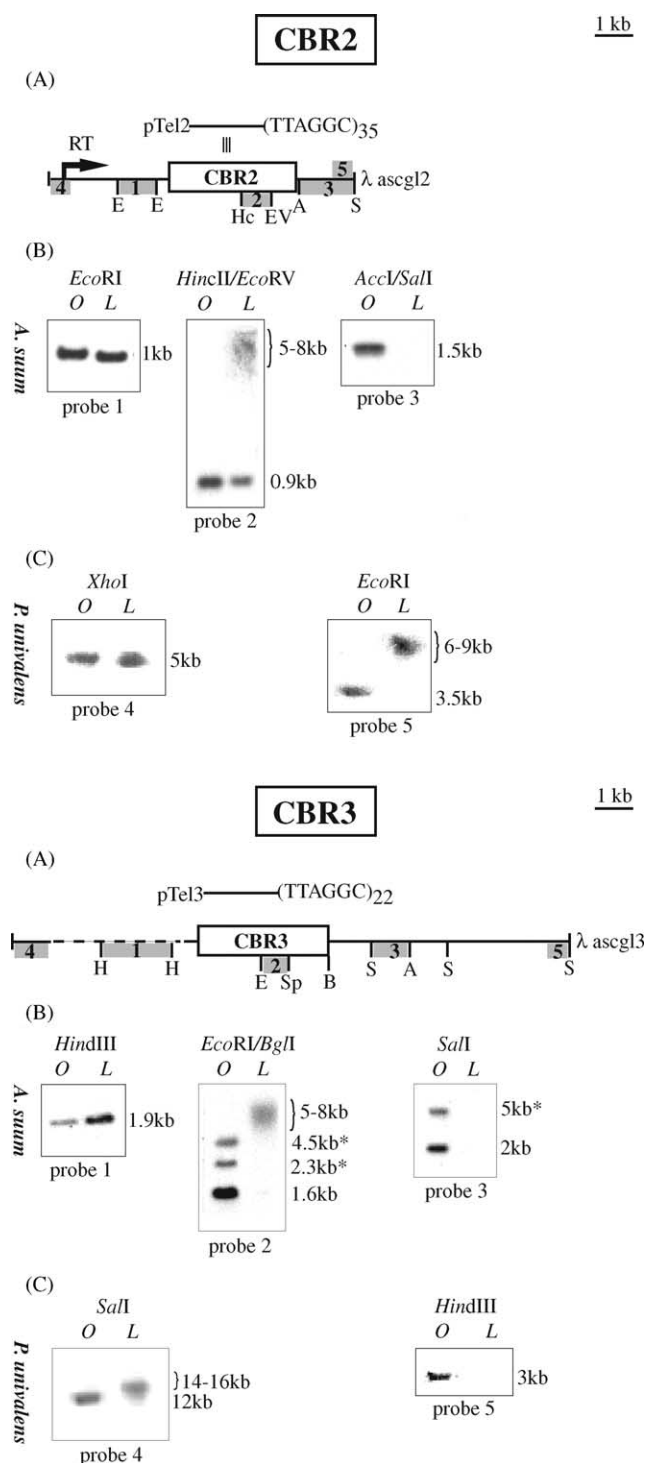 CBR2
1 kb
(A)
pTel2 (TTAGGC)35
RT
4 1 CBR2 2 3 5 λ ascgl2
E E Hc EV A S
(B)
EcoRI HincII/EcoRV AccI/SalI
O L O L O L
A. suum
1kb 5-8kb 1.5kb
probe 1 probe 3
0.9kb
probe 2
(C)
XhoI EcoRI
O L O L
P. univalens
5kb 6-9kb
3.5kb
probe 4 probe 5
CBR3
1 kb
(A)
pTel3 (TTAGGC)22
4 1 CBR3 2 3 5 λ ascgl3
H H E Sp B S A S S
(B)
HindIII EcoRI/BglI SalI
O L O L O L
A. suum
1.9kb 5-8kb 5kb*
4.5kb* 2kb
2.3kb*
1.6kb
probe 1 probe 2 probe 3
(C)
SalI HindIII
O L O L
P. univalens
14-16kb 3kb
12kb
probe 4 probe 5